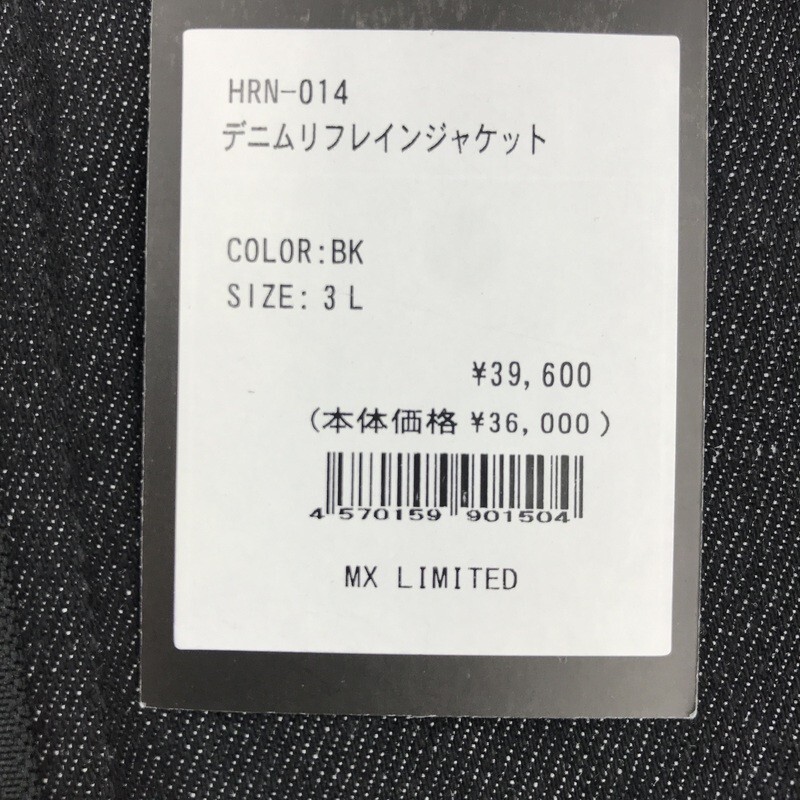 HRN-014
デニムリフレインジャケット
COLOR:BK
SIZE: 3L
¥39,600
(本体価格 ¥36,000)
4 570159 901504
MX LIMITED